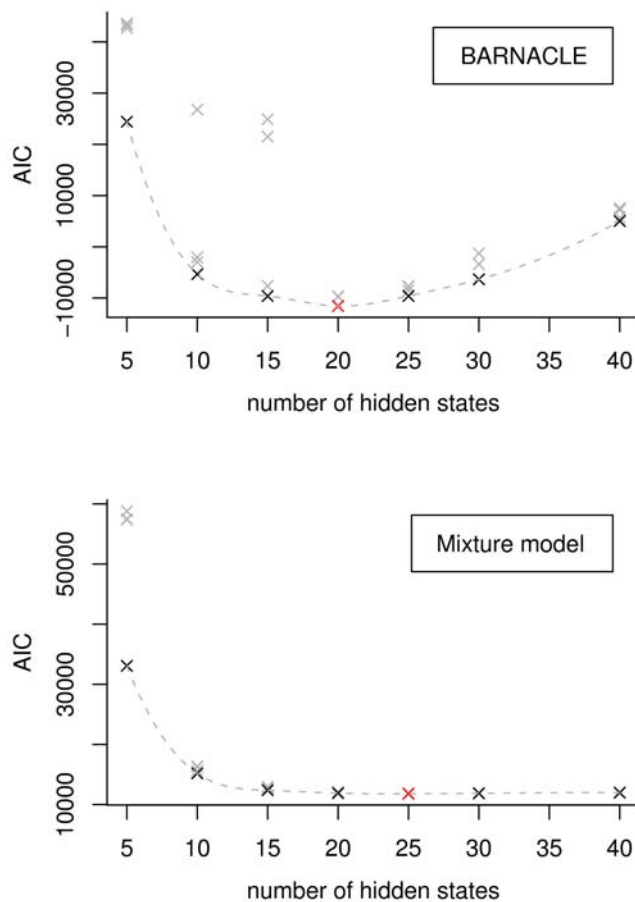 BARNACLE
AIC
30000
10000
−10000
5 10 15 20 25 30 35 40
number of hidden states
Mixture model
AIC
50000
30000
10000
5 10 15 20 25 30 35 40
number of hidden states